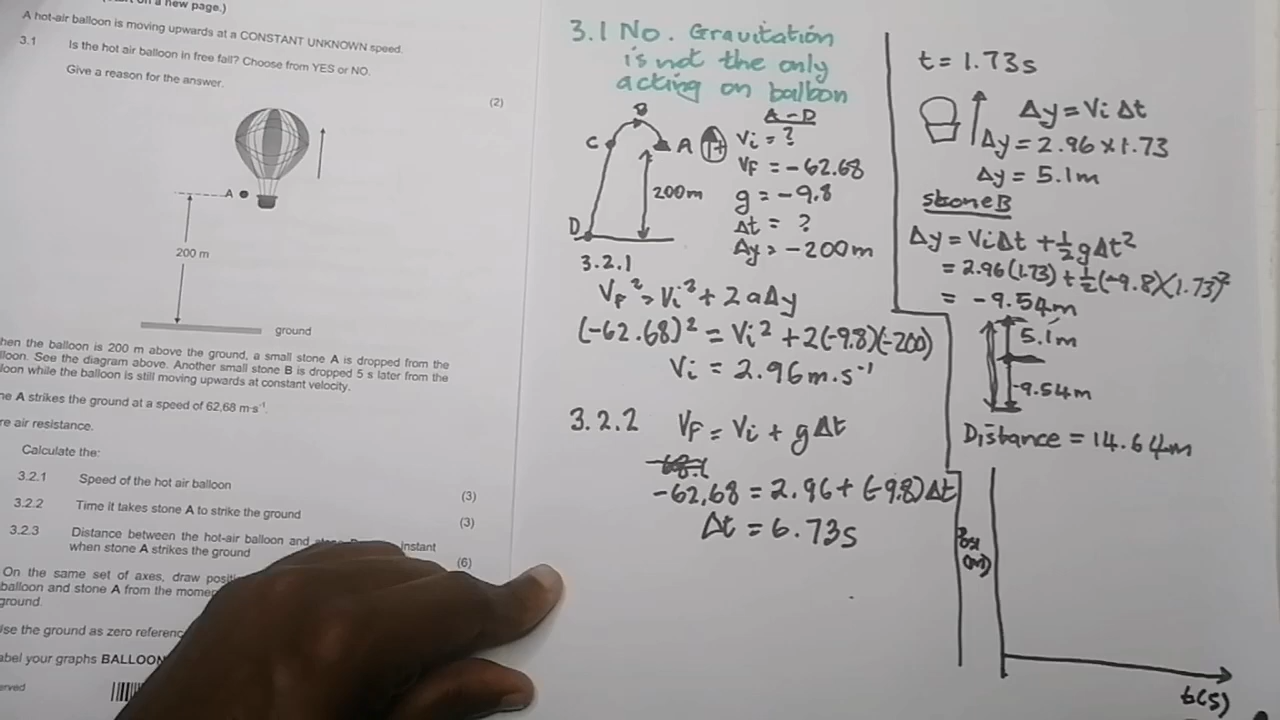 on a new page.)
A hot-air balloon is moving upwards at a CONSTANT UNKNOWN speed.
3.1 Is the hot air balloon in free fall? Choose from YES or NO.
Give a reason for the answer.
(2)
A
200 m
ground
hen the balloon is 200 m above the ground, a small stone A is dropped from the
lloon. See the diagram above. Another small stone B is dropped 5 s later from the
loon while the balloon is still moving upwards at constant velocity.
ne A strikes the ground at a speed of 62,68 m·s⁻¹.
re air resistance.
Calculate the:
3.2.1 Speed of the hot air balloon
(3)
3.2.2 Time it takes stone A to strike the ground
(3)
3.2.3 Distance between the hot-air balloon and instant
when stone A strikes the ground
(6)
On the same set of axes, draw
balloon and stone A from the
ground.
se the ground as zero
abel your graphs BALLOON
erved
3.1 No. Gravitation
is not the only
acting on balloon
B
C
A
D
200m
A-D
Vi = ?
VF = -62.68
g = -9.8
Δt = ?
Δy = -200m
3.2.1
VF² = Vi² + 2aΔy
(-62.68)² = Vi² + 2(-9.8)(-200)
Vi = 2.96m.s⁻¹
3.2.2 VF = Vi + gΔt
-62,68 = 2.96 + (-9.8)Δt
Δt = 6.73s
t = 1.73s
Δy = Vi Δt
Δy = 2.96 × 1.73
Δy = 5.1m
stone B
Δy = ViΔt + ½gΔt²
= 2.96(1.73) + ½(-9.8)(1.73)²
= -9.54m
5.1m
-9.54m
Distance = 14.64m
(m)
t(s)